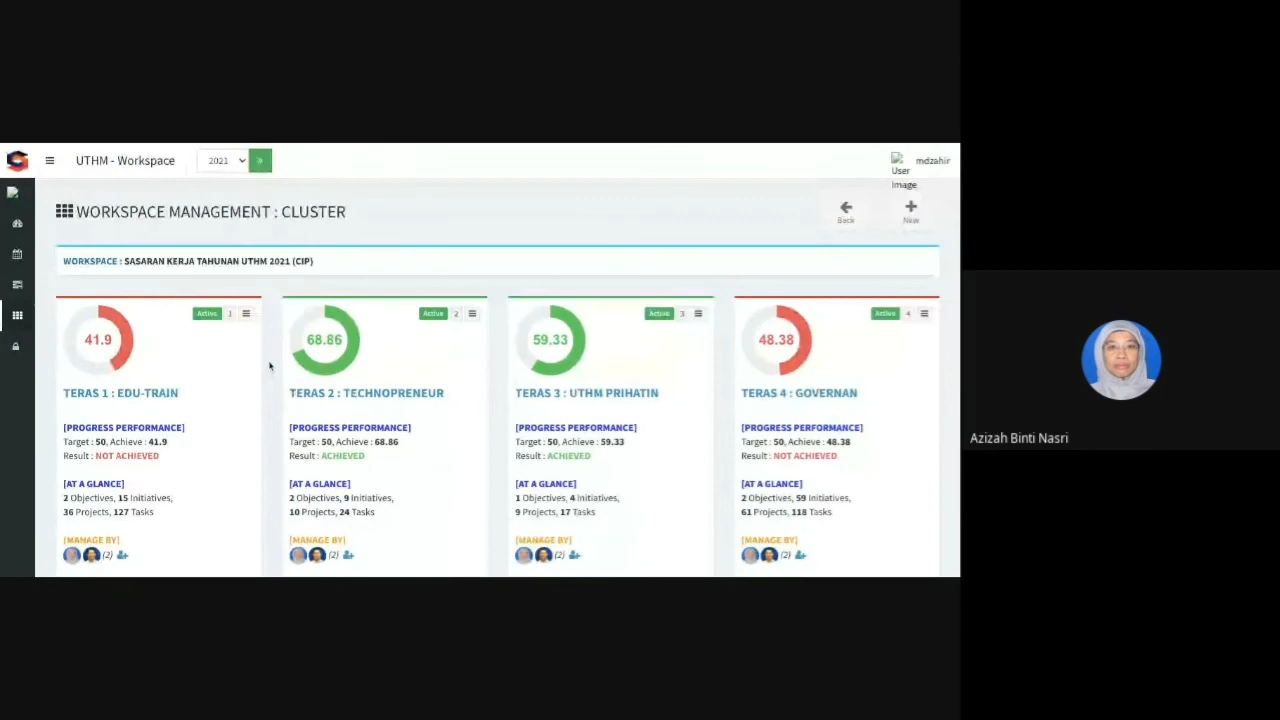 UTHM - Workspace
2021
»
User Image
mdzahir
WORKSPACE MANAGEMENT : CLUSTER
Back
New
WORKSPACE : SASARAN KERJA TAHUNAN UTHM 2021 (CIP)
41.9
Active 1
TERAS 1 : EDU-TRAIN
[PROGRESS PERFORMANCE]
Target : 50, Achieve : 41.9
Result : NOT ACHIEVED
[AT A GLANCE]
2 Objectives, 15 Initiatives,
36 Projects, 127 Tasks
[MANAGE BY]
(2)
68.86
Active 2
TERAS 2 : TECHNOPRENEUR
[PROGRESS PERFORMANCE]
Target : 50, Achieve : 68.86
Result : ACHIEVED
[AT A GLANCE]
2 Objectives, 9 Initiatives,
10 Projects, 24 Tasks
[MANAGE BY]
(2)
59.33
Active 3
TERAS 3 : UTHM PRIHATIN
[PROGRESS PERFORMANCE]
Target : 50, Achieve : 59.33
Result : ACHIEVED
[AT A GLANCE]
1 Objectives, 4 Initiatives,
9 Projects, 17 Tasks
[MANAGE BY]
(2)
48.38
Active 4
TERAS 4 : GOVERNAN
[PROGRESS PERFORMANCE]
Target : 50, Achieve : 48.38
Result : NOT ACHIEVED
[AT A GLANCE]
2 Objectives, 59 Initiatives,
61 Projects, 118 Tasks
[MANAGE BY]
(2)
Azizah Binti Nasri